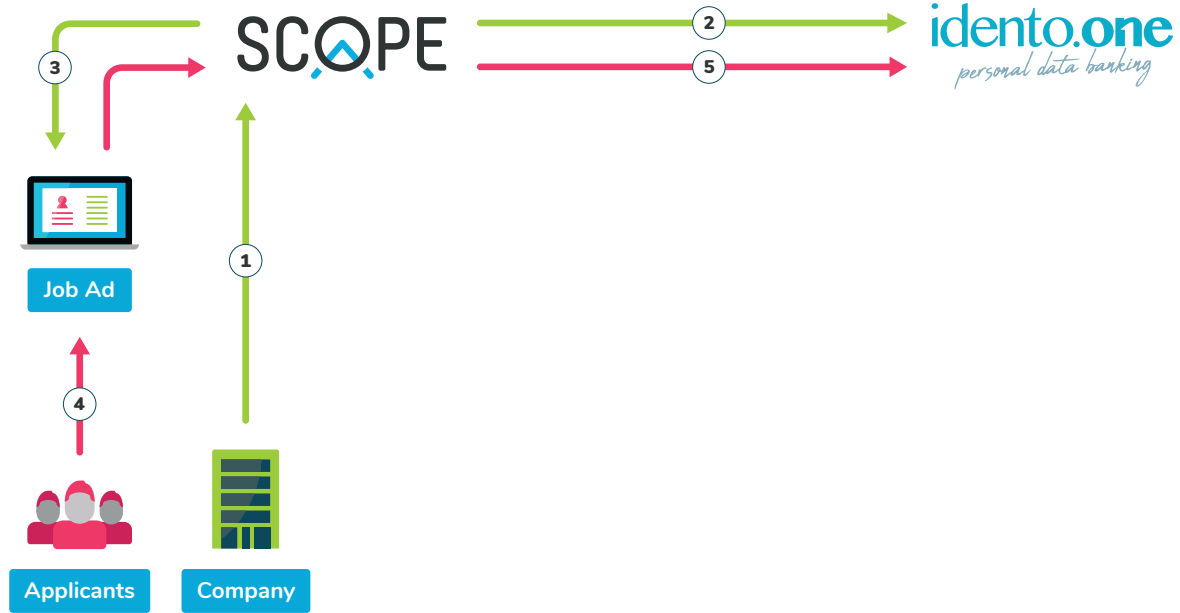 SCOPE
2
idento.one
personal data banking
3
5
1
Job Ad
4
Applicants
Company